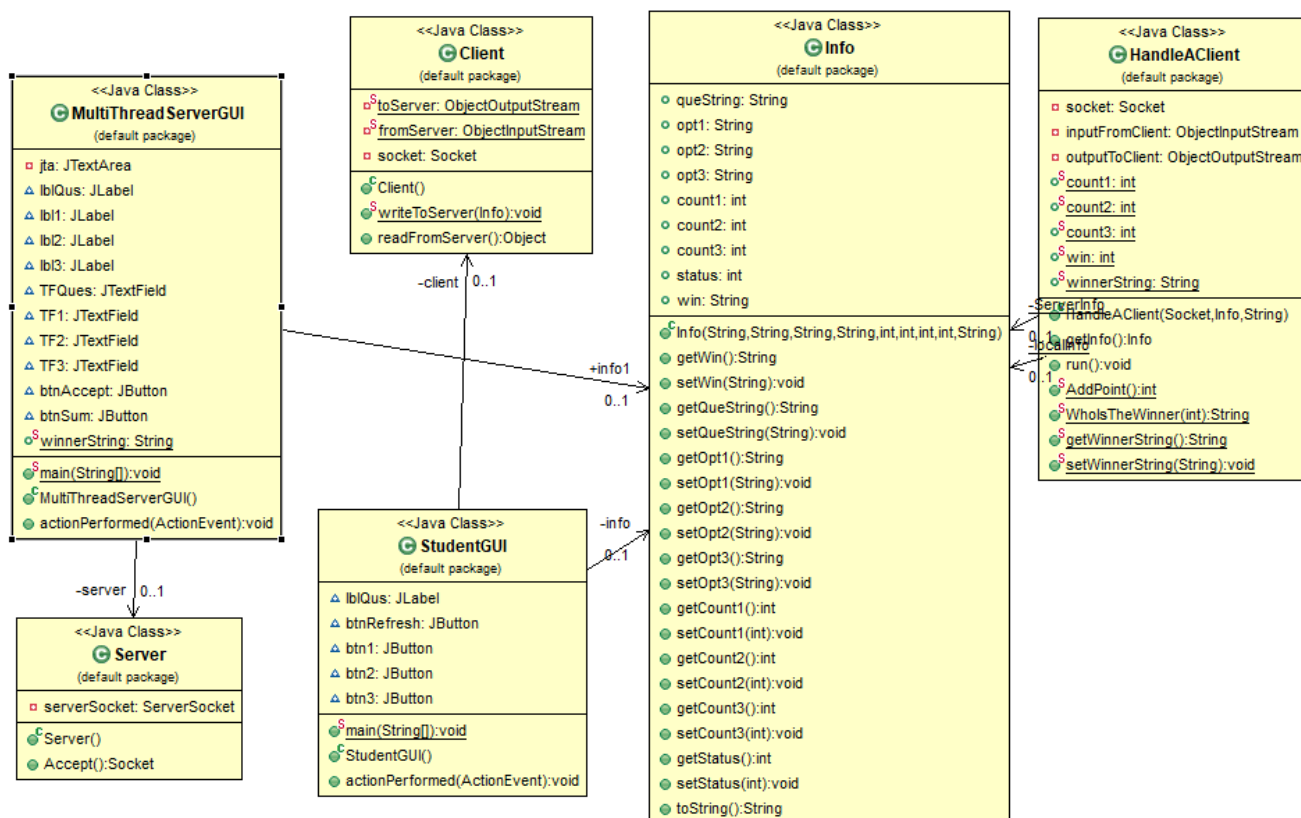 <<Java Class>>
MultiThreadServerGUI
(default package)
jta: JTextArea
lblQus: JLabel
lbl1: JLabel
lbl2: JLabel
lbl3: JLabel
TFQues: JTextField
TF1: JTextField
TF2: JTextField
TF3: JTextField
btnAccept: JButton
btnSum: JButton
winnerString: String
main(String[]):void
MultiThreadServerGUI()
actionPerformed(ActionEvent):void
-server
0..1
<<Java Class>>
Server
(default package)
serverSocket: ServerSocket
Server()
Accept():Socket
<<Java Class>>
Client
(default package)
toServer: ObjectOutputStream
fromServer: ObjectInputStream
socket: Socket
Client()
writeToServer(Info):void
readFromServer():Object
-client
0..1
+info1
0..1
<<Java Class>>
StudentGUI
(default package)
lblQus: JLabel
btnRefresh: JButton
btn1: JButton
btn2: JButton
btn3: JButton
main(String[]):void
StudentGUI()
actionPerformed(ActionEvent):void
-info
0..1
<<Java Class>>
Info
(default package)
queString: String
opt1: String
opt2: String
opt3: String
count1: int
count2: int
count3: int
status: int
win: String
Info(String,String,String,String,int,int,int,int,String)
getWin():String
setWin(String):void
getQueString():String
setQueString(String):void
getOpt1():String
setOpt1(String):void
getOpt2():String
setOpt2(String):void
getOpt3():String
setOpt3(String):void
getCount1():int
setCount1(int):void
getCount2():int
setCount2(int):void
getCount3():int
setCount3(int):void
getStatus():int
setStatus(int):void
toString():String
<<Java Class>>
HandleAClient
(default package)
socket: Socket
inputFromClient: ObjectInputStream
outputToClient: ObjectOutputStream
count1: int
count2: int
count3: int
win: int
winnerString: String
-ServerInfo
0..1
-localInfo
0..1
HandleAClient(Socket,Info,String)
getInfo():Info
run():void
AddPoint():int
WhoIsTheWinner(int):String
getWinnerString():String
setWinnerString(String):void